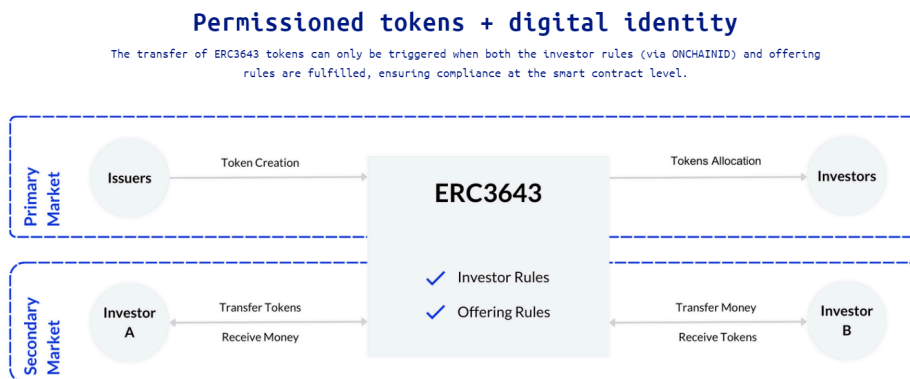 Permissioned tokens + digital identity
The transfer of ERC3643 tokens can only be triggered when both the investor rules (via ONCHAINID) and offering
rules are fulfilled, ensuring compliance at the smart contract level.
Primary
Market
Issuers
Token Creation
ERC3643
Tokens Allocation
Investors
Investor Rules
Offering Rules
Secondary
Market
Investor
A
Transfer Tokens
Receive Money
Transfer Money
Receive Tokens
Investor
B